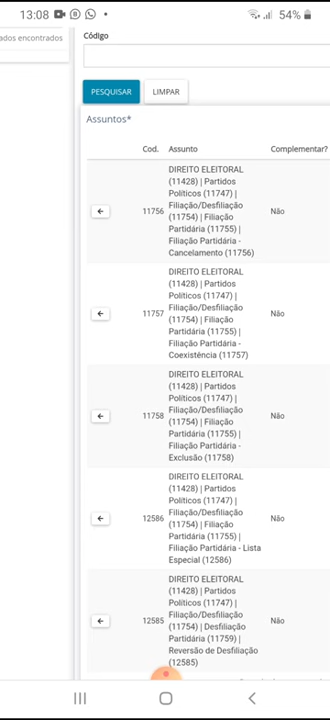 13:08
54%
ados encontrados
Código
PESQUISAR
LIMPAR
Assuntos*
Cod. Assunto Complementar?
DIREITO ELEITORAL
(11428) | Partidos
Políticos (11747) |
Filiação/Desfiliação
(11754) | Filiação
11756 Não
Partidária (11755) |
Filiação Partidária -
Cancelamento (11756)
DIREITO ELEITORAL
(11428) | Partidos
Políticos (11747) |
Filiação/Desfiliação
11757 Não
(11754) | Filiação
Partidária (11755) |
Filiação Partidária -
Coexistência (11757)
DIREITO ELEITORAL
(11428) | Partidos
Políticos (11747) |
Filiação/Desfiliação
11758 Não
(11754) | Filiação
Partidária (11755) |
Filiação Partidária -
Exclusão (11758)
DIREITO ELEITORAL
(11428) | Partidos
Políticos (11747) |
Filiação/Desfiliação
12586 Não
(11754) | Filiação
Partidária (11755) |
Filiação Partidária - Lista
Especial (12586)
DIREITO ELEITORAL
(11428) | Partidos
Políticos (11747) |
Filiação/Desfiliação
12585 Não
(11754) | Desfiliação
Partidária (11759) |
Reversão de Desfiliação
(12585)